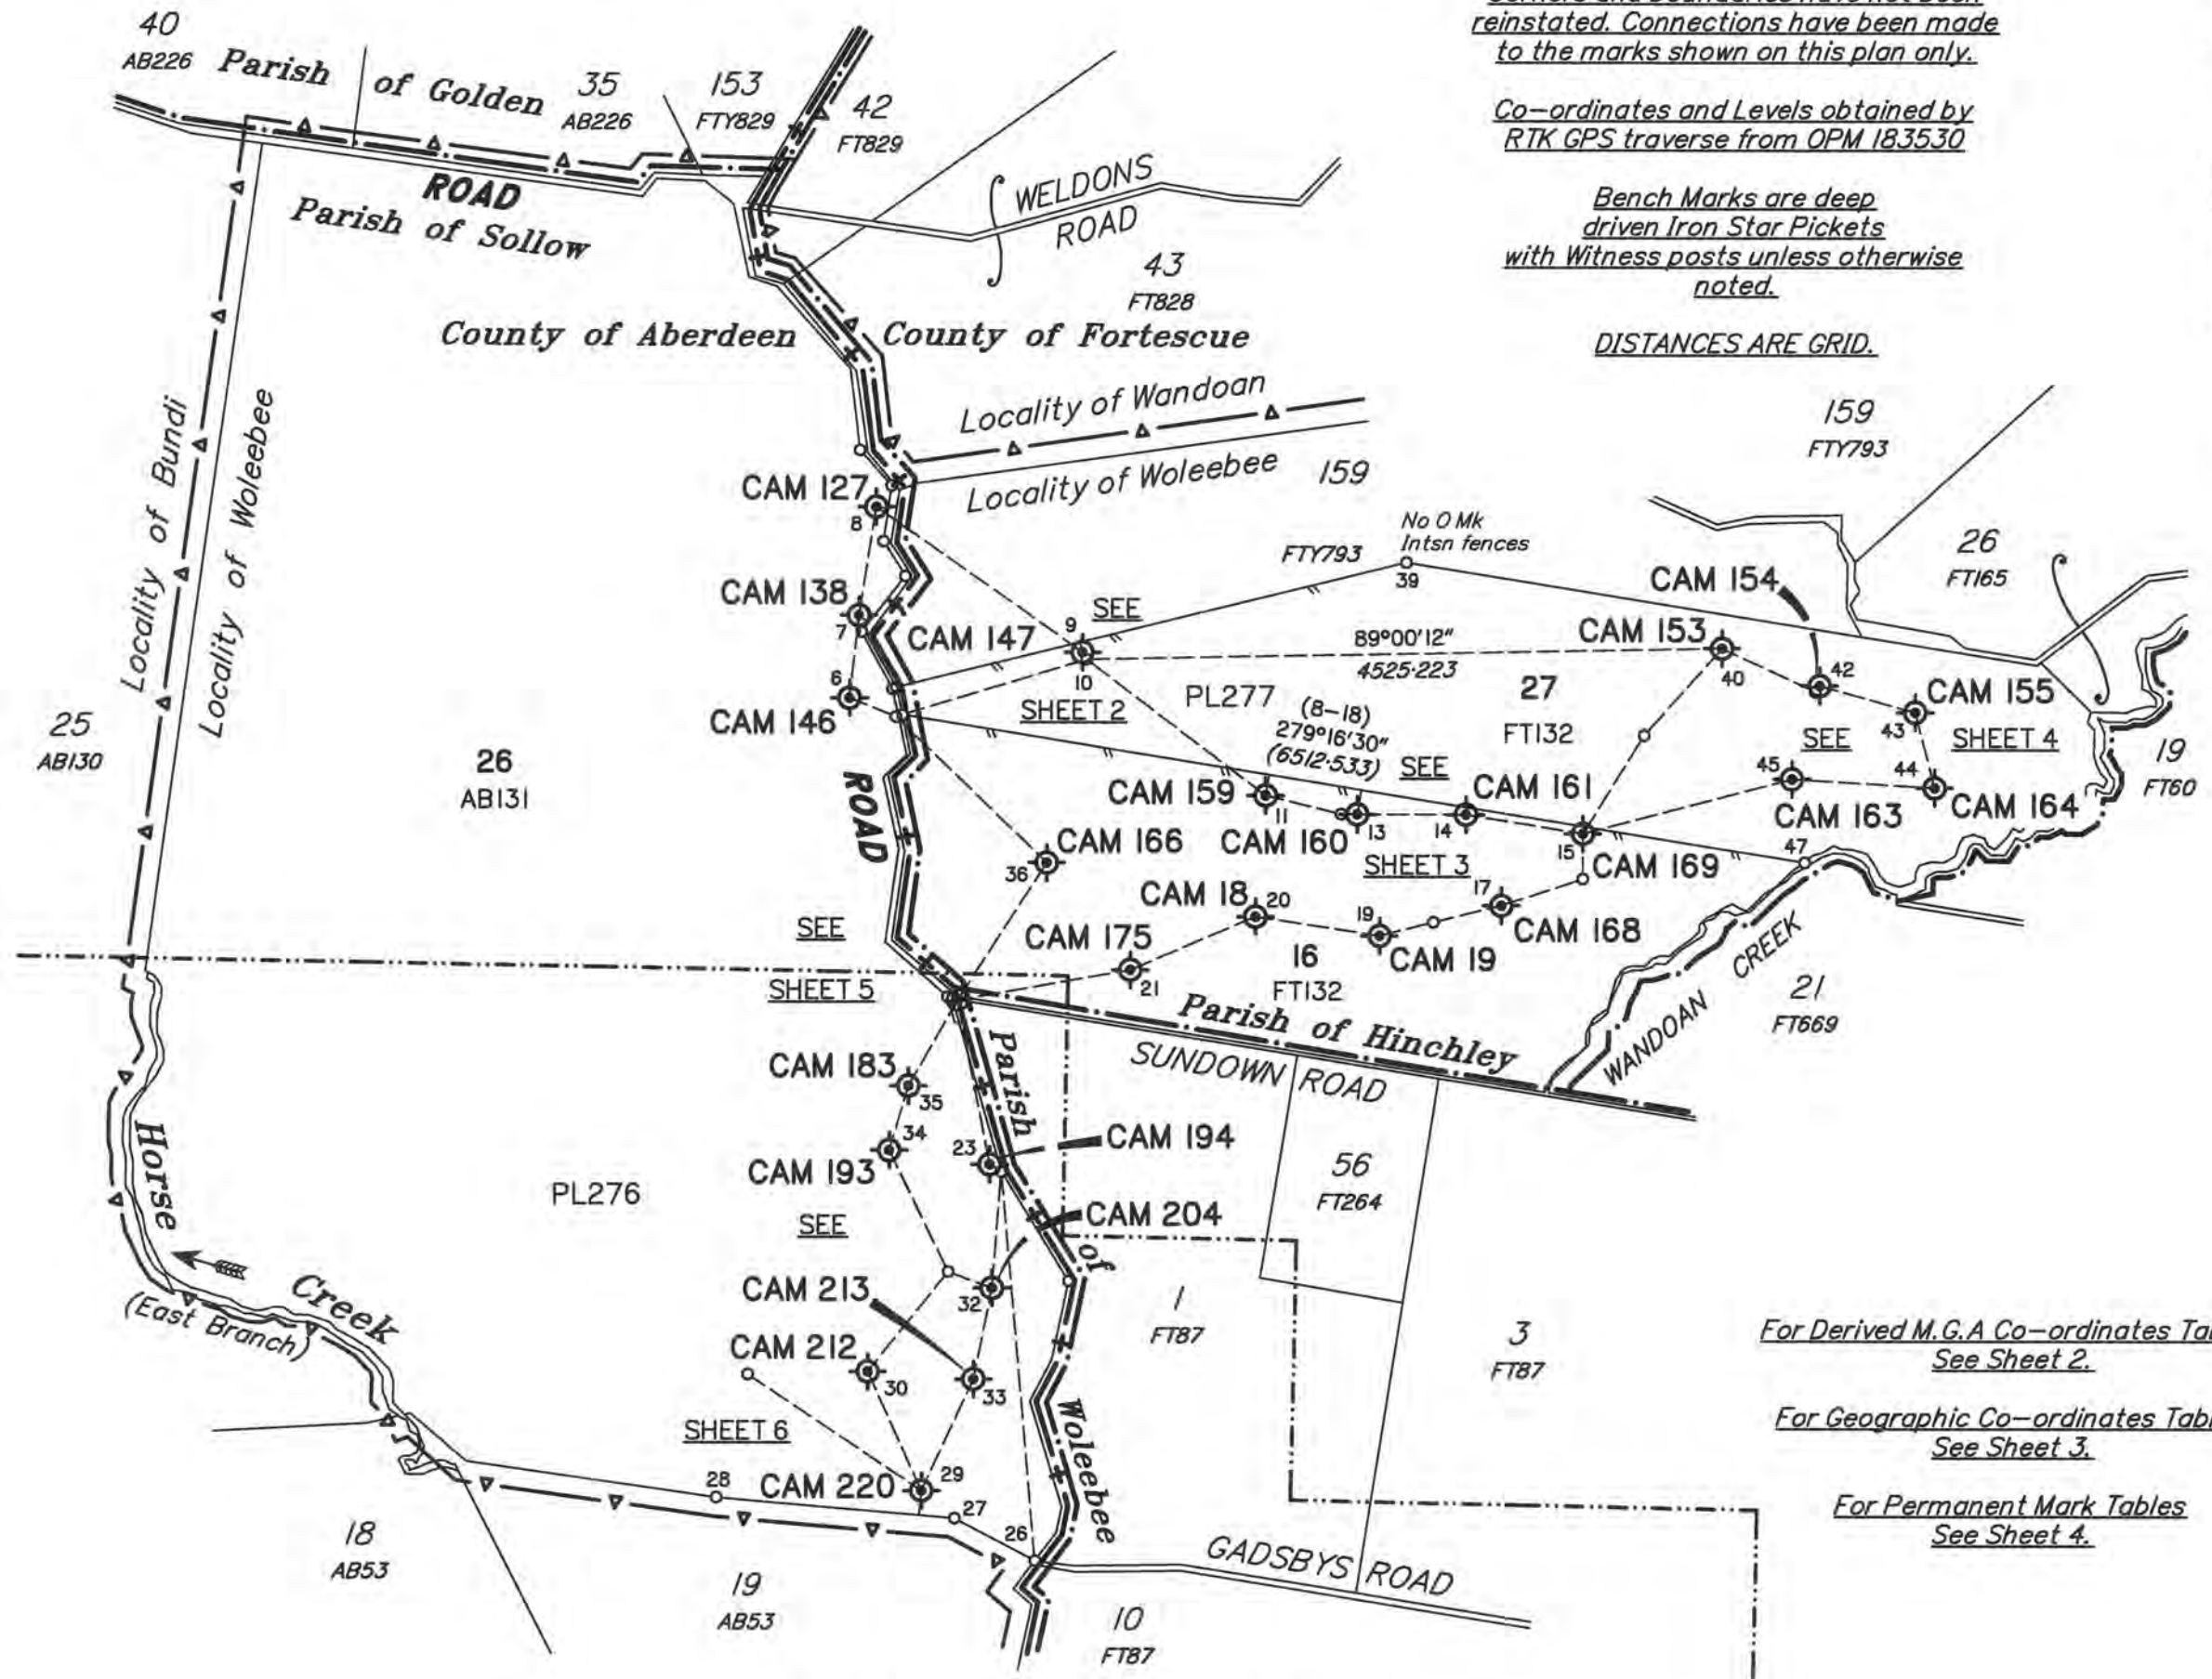 reinstated. Connections have been made
to the marks shown on this plan only.
Co-ordinates and Levels obtained by
RTK GPS traverse from OPM 183530
Bench Marks are deep
driven Iron Star Pickets
with Witness posts unless otherwise
noted.
DISTANCES ARE GRID.
40
AB226
Parish of Golden
35
AB226
153
FTY829
42
FT829
ROAD
Parish of Sollow
WELDONS
ROAD
43
FT828
County of Aberdeen
County of Fortescue
Locality of Wandoan
Locality of Woleebee
159
FTY793
159
FTY793
Locality of Bundi
Locality of Woleebee
CAM 127
8
No O Mk
Intsn fences
39
26
FT165
CAM 138
7
CAM 147
9
SEE
10
89°00'12"
4525·223
CAM 154
CAM 153
40
42
CAM 155
43
6
CAM 146
SHEET 2
PL277
(8-18)
279°16'30"
(6512·533)
27
FT132
SEE
SHEET 4
19
FT60
25
AB130
26
AB131
ROAD
SEE
45
44
CAM 159
11
CAM 160
13
14
CAM 161
15
CAM 163
CAM 164
47
SHEET 3
CAM 169
CAM 166
36
CAM 18
20
19
17
CAM 168
SEE
CAM 175
21
16
FT132
CAM 19
WANDOAN CREEK
21
FT669
SHEET 5
Parish of Hinchley
SUNDOWN ROAD
CAM 183
35
Parish of Woleebee
34
CAM 193
23
CAM 194
56
FT264
PL276
SEE
CAM 204
Horse Creek
(East Branch)
CAM 213
32
1
FT87
3
FT87
CAM 212
30
33
For Derived M.G.A Co-ordinates
See Sheet 2.
For Geographic Co-ordinates
See Sheet 3.
For Permanent Mark Tables
See Sheet 4.
SHEET 6
28
CAM 220
29
27
26
GADSBYS ROAD
18
AB53
19
AB53
10
FT87